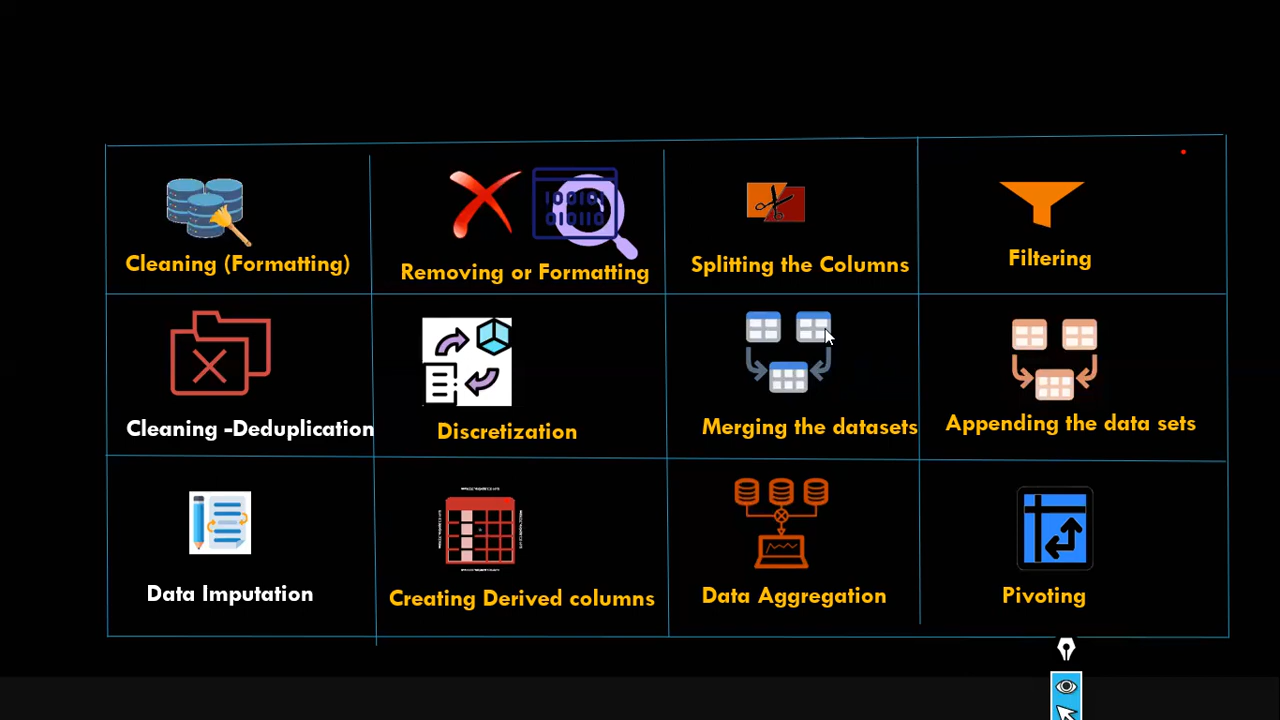 Cleaning (Formatting)
Removing or Formatting
Splitting the Columns
Filtering
Cleaning -Deduplication
Discretization
Merging the datasets
Appending the data sets
Data Imputation
Creating Derived columns
Data Aggregation
Pivoting